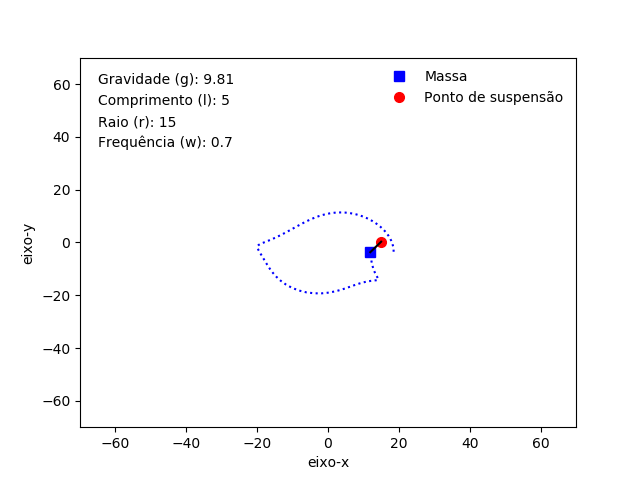 Gravidade (g): 9.81
Comprimento (l): 5
Raio (r): 15
Frequência (w): 0.7
Massa
Ponto de suspensão
60
40
20
0
−20
−40
−60
eixo-y
−60 −40 −20 0 20 40 60
eixo-x